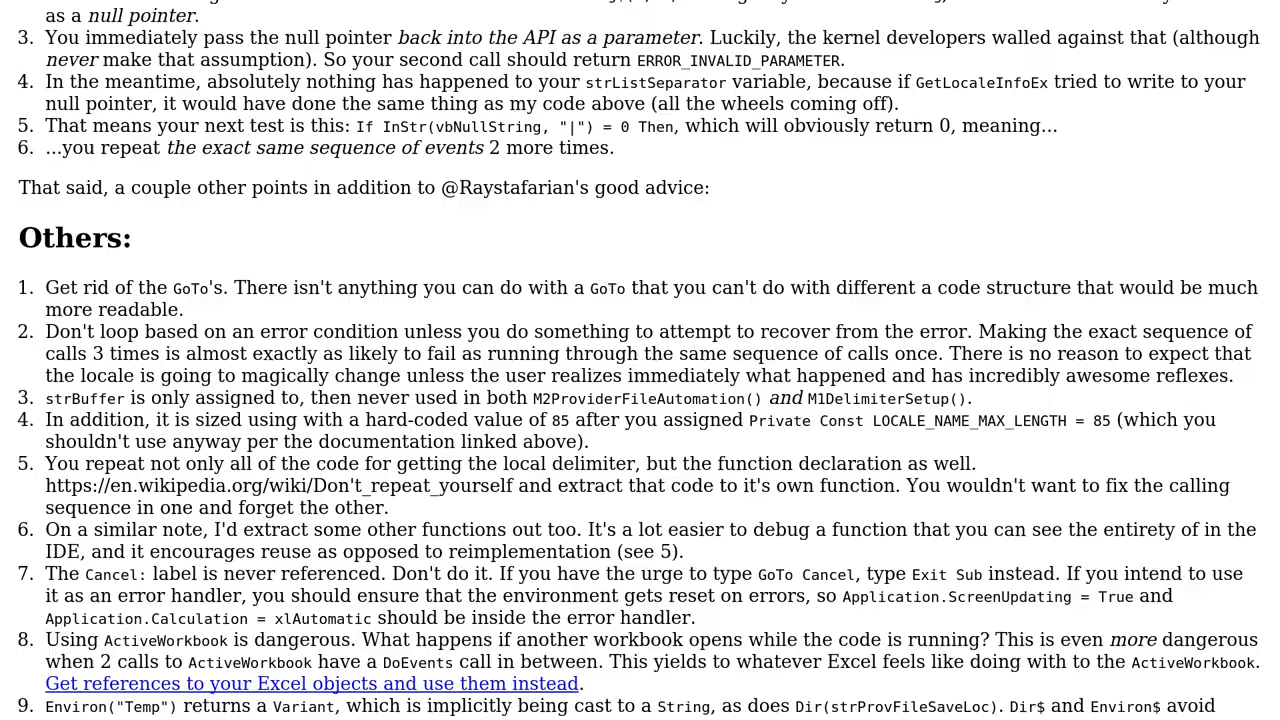 as a null pointer.
3. You immediately pass the null pointer back into the API as a parameter. Luckily, the kernel developers walled against that (although
never make that assumption). So your second call should return ERROR_INVALID_PARAMETER.
4. In the meantime, absolutely nothing has happened to your strListSeparator variable, because if GetLocaleInfoEx tried to write to your
null pointer, it would have done the same thing as my code above (all the wheels coming off).
5. That means your next test is this: If InStr(vbNullString, "|") = 0 Then, which will obviously return 0, meaning...
6. ...you repeat the exact same sequence of events 2 more times.
That said, a couple other points in addition to @Raystafarian's good advice:
Others:
1. Get rid of the GoTo's. There isn't anything you can do with a GoTo that you can't do with different a code structure that would be much
more readable.
2. Don't loop based on an error condition unless you do something to attempt to recover from the error. Making the exact sequence of
calls 3 times is almost exactly as likely to fail as running through the same sequence of calls once. There is no reason to expect that
the locale is going to magically change unless the user realizes immediately what happened and has incredibly awesome reflexes.
3. strBuffer is only assigned to, then never used in both M2ProviderFileAutomation() and M1DelimiterSetup().
4. In addition, it is sized using with a hard-coded value of 85 after you assigned Private Const LOCALE_NAME_MAX_LENGTH = 85 (which you
shouldn't use anyway per the documentation linked above).
5. You repeat not only all of the code for getting the local delimiter, but the function declaration as well.
https://en.wikipedia.org/wiki/Don't_repeat_yourself and extract that code to it's own function. You wouldn't want to fix the calling
sequence in one and forget the other.
6. On a similar note, I'd extract some other functions out too. It's a lot easier to debug a function that you can see the entirety of in the
IDE, and it encourages reuse as opposed to reimplementation (see 5).
7. The Cancel: label is never referenced. Don't do it. If you have the urge to type GoTo Cancel, type Exit Sub instead. If you intend to use
it as an error handler, you should ensure that the environment gets reset on errors, so Application.ScreenUpdating = True and
Application.Calculation = xlAutomatic should be inside the error handler.
8. Using ActiveWorkbook is dangerous. What happens if another workbook opens while the code is running? This is even more dangerous
when 2 calls to ActiveWorkbook have a DoEvents call in between. This yields to whatever Excel feels like doing with to the ActiveWorkbook.
Get references to your Excel objects and use them instead.
9. Environ("Temp") returns a Variant, which is implicitly being cast to a String, as does Dir(strProvFileSaveLoc). Dir$ and Environ$ avoid